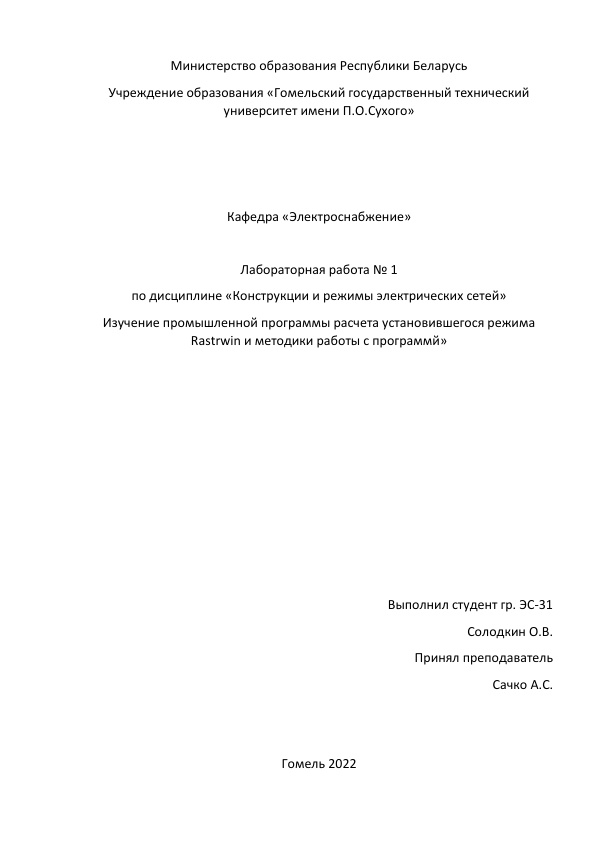 Министерство образования Республики Беларусь
Учреждение образования «Гомельский государственный технический
университет имени П.О.Сухого»
Кафедра «Электроснабжение»
Лабораторная работа № 1
по дисциплине «Конструкции и режимы электрических сетей»
Изучение промышленной программы расчета установившегося режима
Rastrwin и методики работы с программй»
Выполнил студент гр. ЭС-31
Солодкин О.В.
Принял преподаватель
Сачко А.С.
Гомель 2022